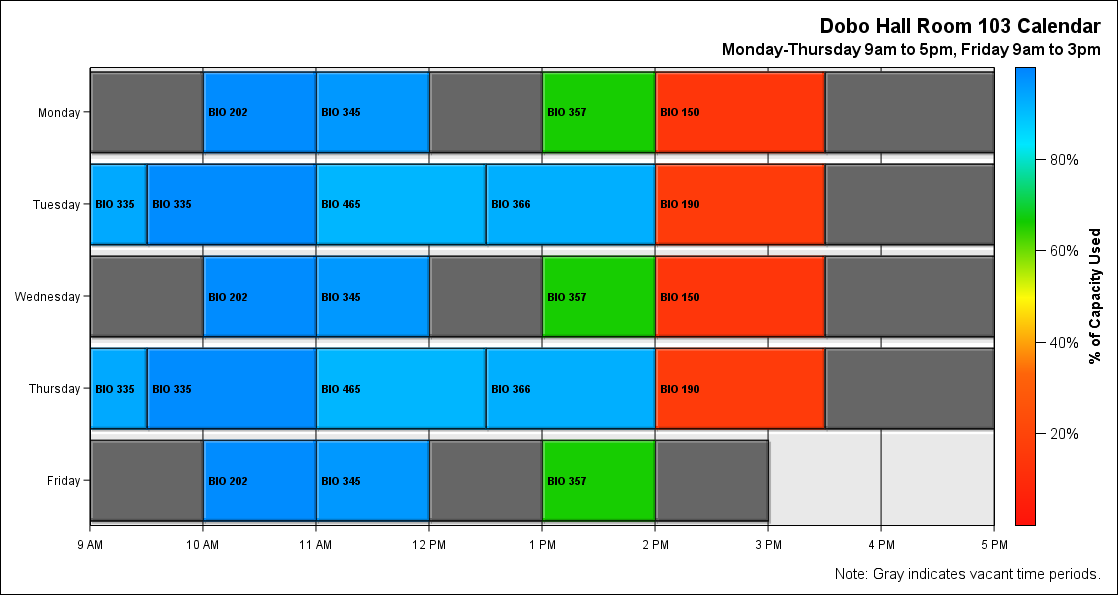 Dobo Hall Room 103 Calendar
Monday-Thursday 9am to 5pm, Friday 9am to 3pm
Monday
BIO 202
BIO 345
BIO 357
BIO 150
Tuesday
BIO 335
BIO 335
BIO 465
BIO 366
BIO 190
Wednesday
BIO 202
BIO 345
BIO 357
BIO 150
Thursday
BIO 335
BIO 335
BIO 465
BIO 366
BIO 190
Friday
BIO 202
BIO 345
BIO 357
9 AM
10 AM
11 AM
12 PM
1 PM
2 PM
3 PM
4 PM
5 PM
80%
60%
40%
20%
% of Capacity Used
Note: Gray indicates vacant time periods.